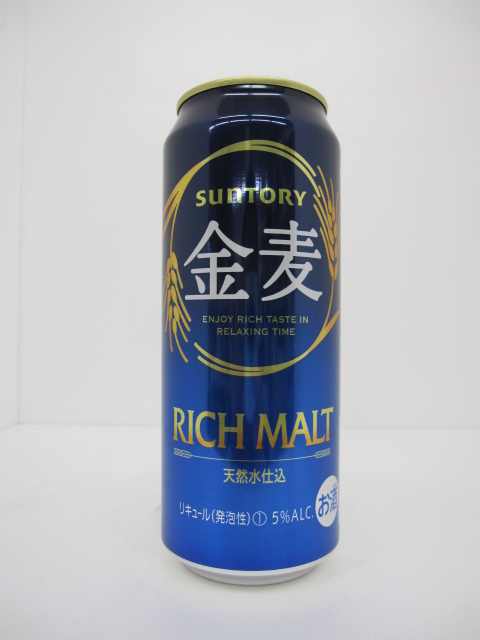 SUNTORY
金麦
ENJOY RICH TASTE IN
RELAXING TIME
RICH MALT
天然水仕込
リキュール(発泡性)① 5%ALC.
お酒